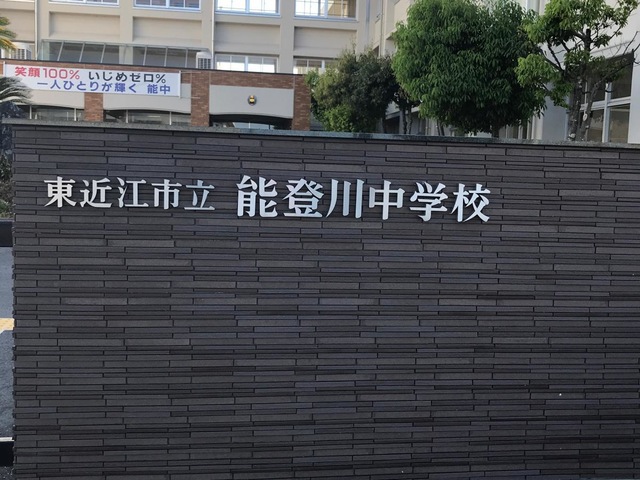 笑顔100% いじめゼロ%
一人ひとりが輝く 能中
東近江市立 能登川中学校